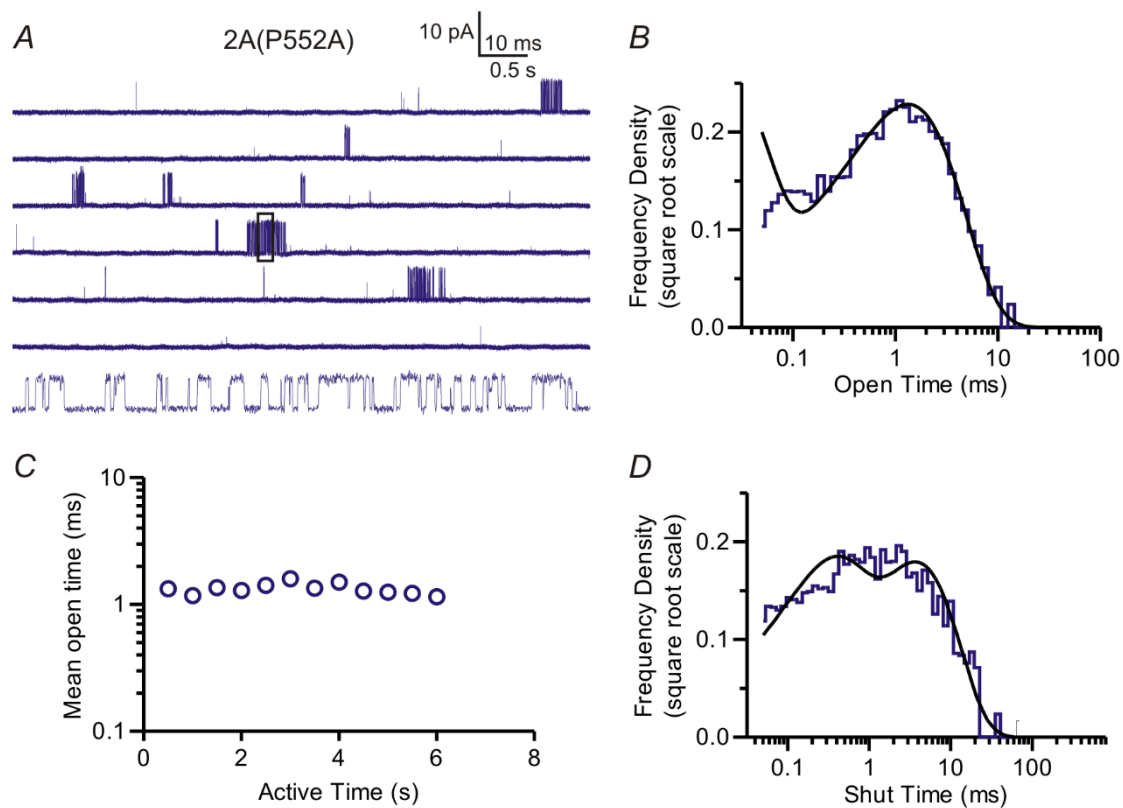 A
2A(P552A)
10 pA
10 ms
0.5 s
B
Frequency Density
(square root scale)
0.2
0.1
0.0
0.1
1
10
100
Open Time (ms)
C
Mean open time (ms)
10
1
0.1
0
2
4
6
8
Active Time (s)
D
Frequency Density
(square root scale)
0.2
0.1
0.0
0.1
1
10
100
Shut Time (ms)